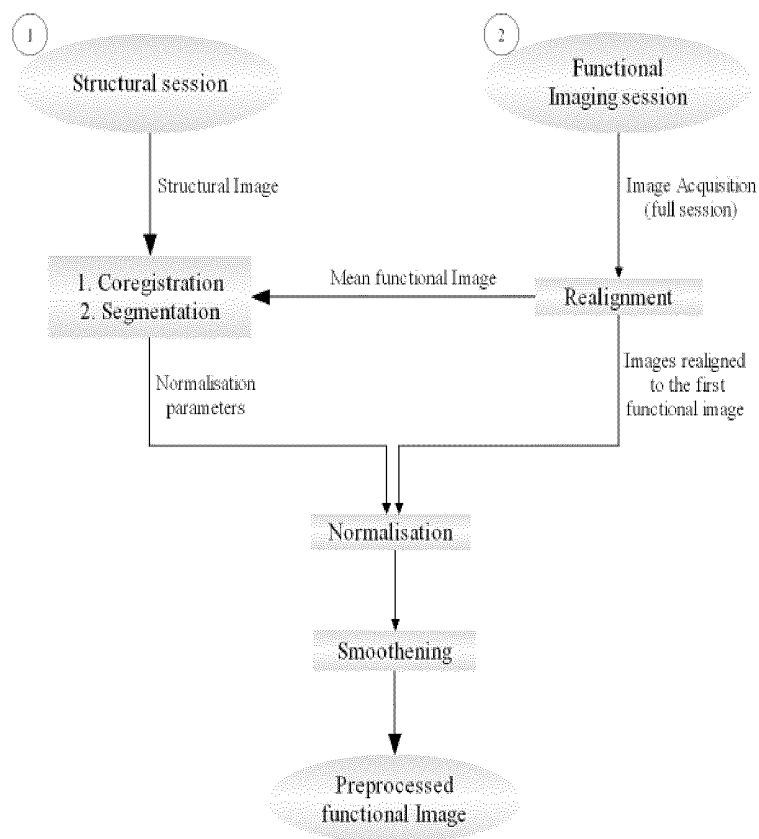 1
Structural session
2
Functional
Imaging session
Structural Image
Image Acquisition
(full session)
1. Coregistration
2. Segmentation
Mean functional Image
Realignment
Normalisation
parameters
Images realigned
to the first
functional image
Normalisation
Smoothening
Preprocessed
functional Image